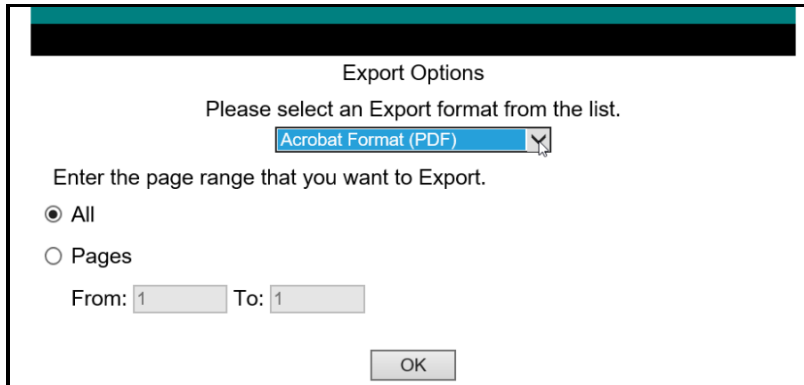 Export Options
Please select an Export format from the list.
Acrobat Format (PDF)
Enter the page range that you want to Export.
All
Pages
From: 1 To: 1
OK